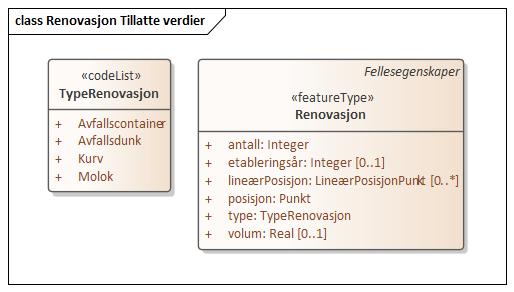 class Renovasjon Tillatte verdier
«codeList»
TypeRenovasjon
+ Avfallscontainer
+ Avfallsdunk
+ Kurv
+ Molok
Fellesegenskaper
«featureType»
Renovasjon
+ antall: Integer
+ etableringsår: Integer [0..1]
+ lineærPosisjon: LineærPosisjonPunkt [0..*]
+ posisjon: Punkt
+ type: TypeRenovasjon
+ volum: Real [0..1]